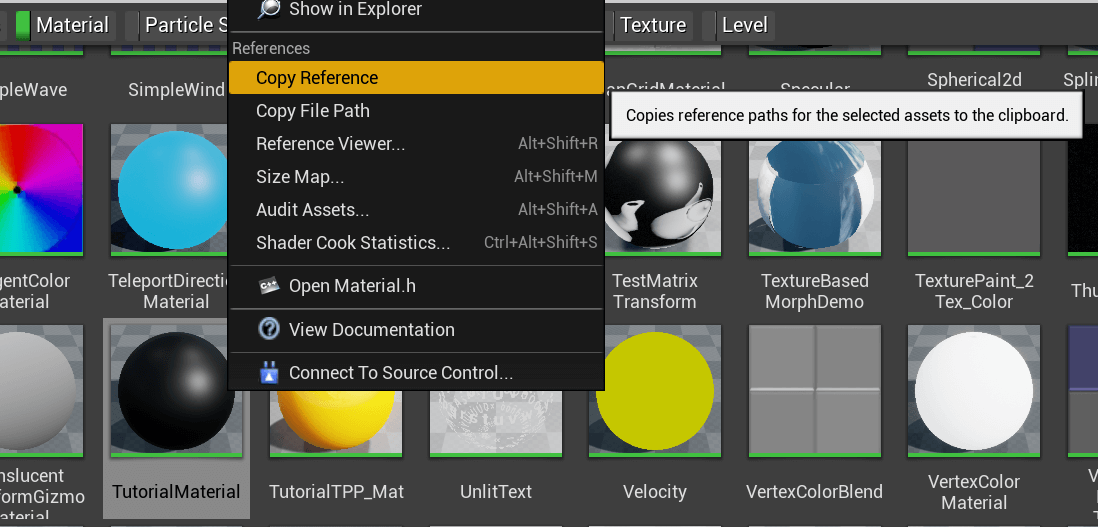 Show in Explorer
Material
Particle S
Texture
Level
References
Copy Reference
Copies reference paths for the selected assets to the clipboard.
Copy File Path
Reference Viewer... Alt+Shift+R
Size Map... Alt+Shift+M
Audit Assets... Alt+Shift+A
Shader Cook Statistics... Ctrl+Alt+Shift+S
Open Material.h
View Documentation
Connect To Source Control...
pleWave
SimpleWind
Specular
Spherical2d
Splin
gentColor
aterial
TeleportDirecti
Material
TestMatrix
Transform
TextureBased
MorphDemo
TexturePaint_2
Tex_Color
Thu
nslucent
formGizmo
aterial
TutorialMaterial
TutorialTPP_Mat
UnlitText
Velocity
VertexColorBlend
VertexColor
Material